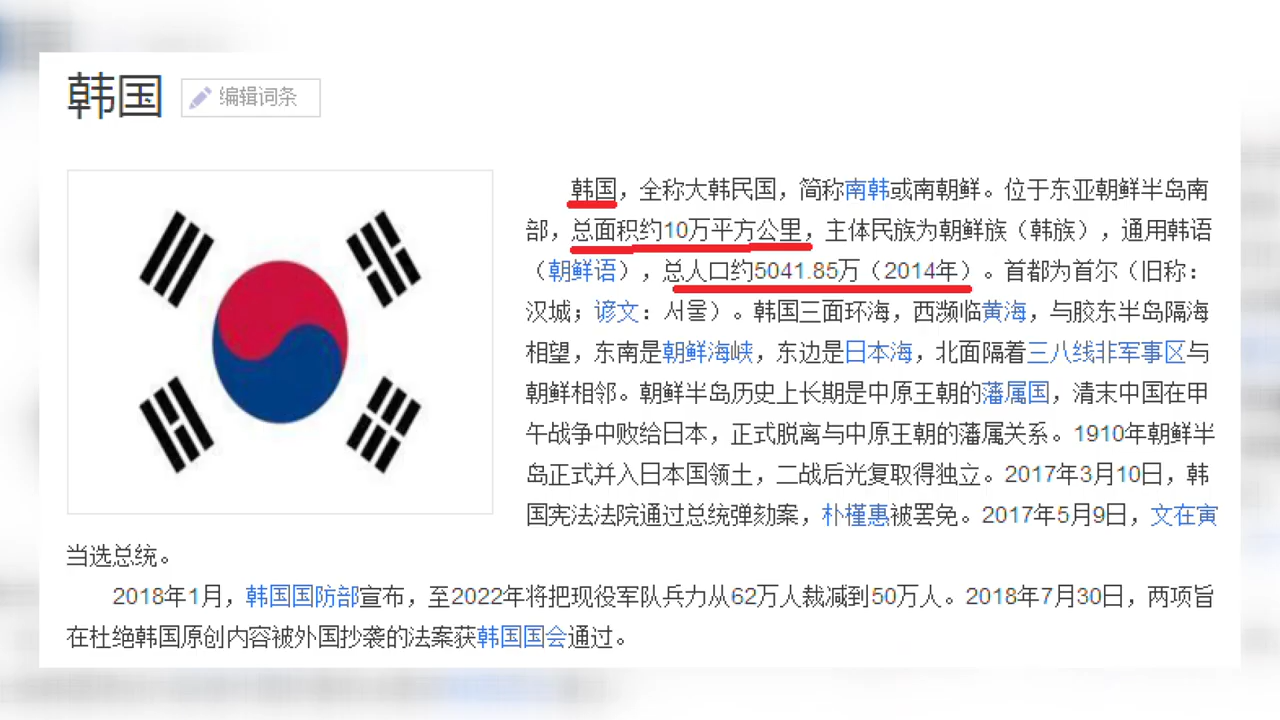 韩国
编辑词条
韩国，全称大韩民国，简称南韩或南朝鲜。位于东亚朝鲜半岛南
部，总面积约10万平方公里，主体民族为朝鲜族（韩族），通用韩语
（朝鲜语），总人口约5041.85万（2014年）。首都为首尔（旧称：
汉城；谚文：서울）。韩国三面环海，西濒临黄海，与胶东半岛隔海
相望，东南是朝鲜海峡，东边是日本海，北面隔着三八线非军事区与
朝鲜相邻。朝鲜半岛历史上长期是中原王朝的藩属国，清末中国在甲
午战争中败给日本，正式脱离与中原王朝的藩属关系。1910年朝鲜半
岛正式并入日本国领土，二战后光复取得独立。2017年3月10日，韩
国宪法法院通过总统弹劾案，朴槿惠被罢免。2017年5月9日，文在寅
当选总统。
2018年1月，韩国国防部宣布，至2022年将把现役军队兵力从62万人裁减到50万人。2018年7月30日，两项旨
在杜绝韩国原创内容被外国抄袭的法案获韩国国会通过。